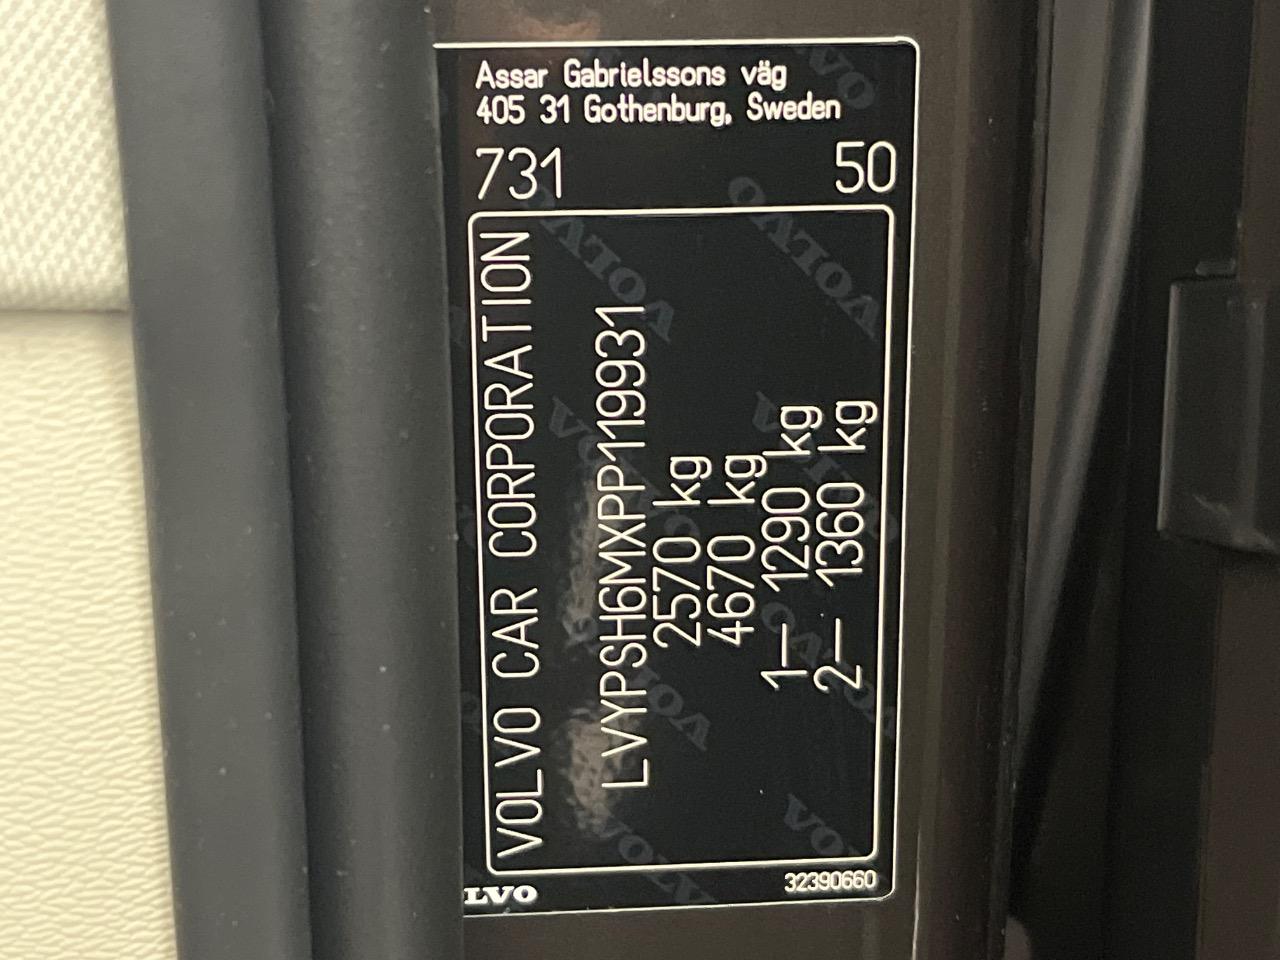 Assar Gabrielssons väg
405 31 Gothenburg, Sweden
731 50
VOLVO CAR CORPORATION
LVYPSH6MXPP119931
2570 kg
4670 kg
1– 1290 kg
2– 1360 kg
LVO 32390660